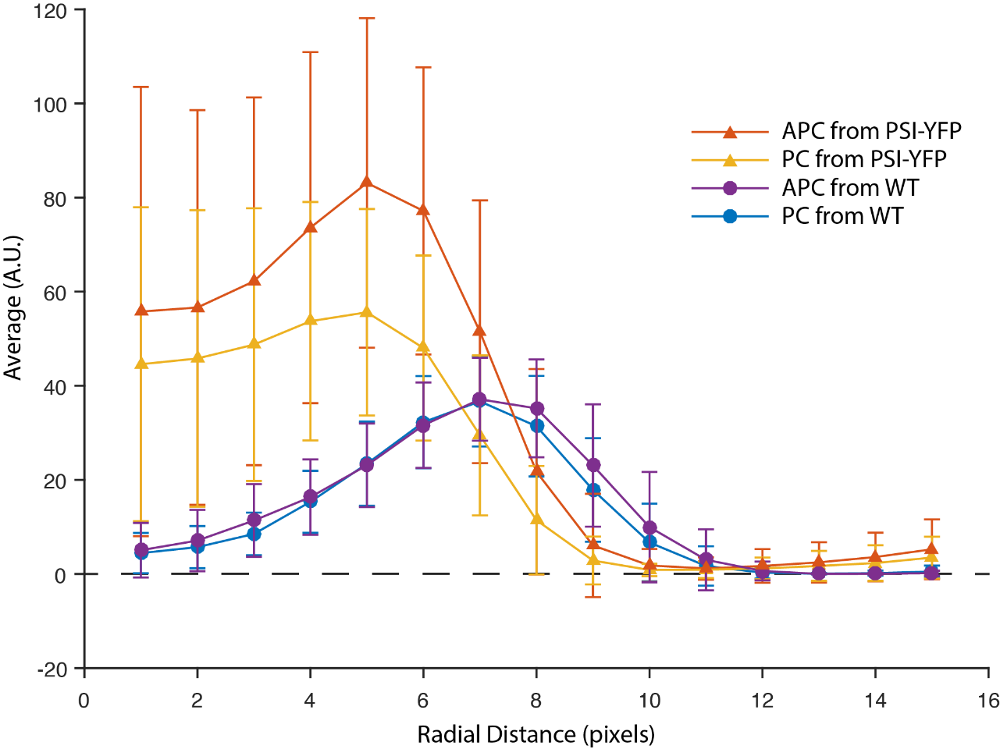 120
100
80
60
40
20
0
-20
Average (A.U.)
APC from PSI-YFP
PC from PSI-YFP
APC from WT
PC from WT
0 2 4 6 8 10 12 14 16
Radial Distance (pixels)